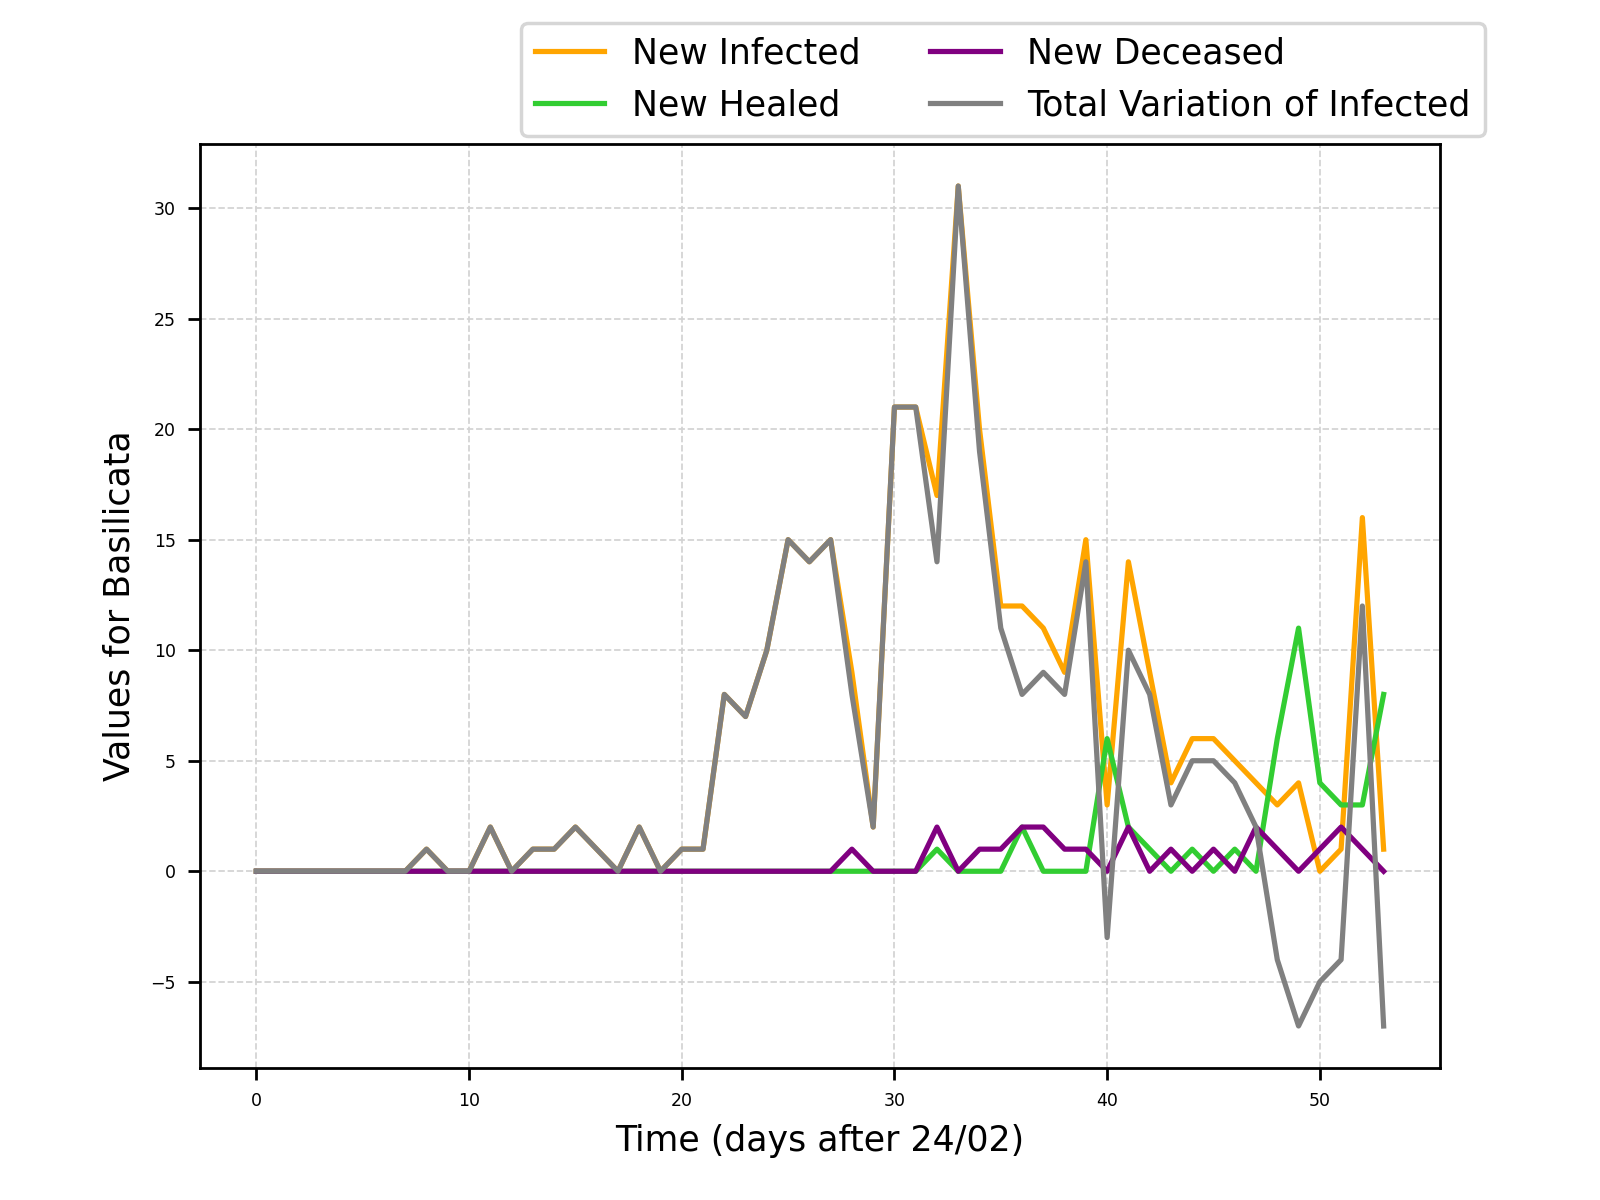 New Infected
New Healed
New Deceased
Total Variation of Infected
Values for Basilicata
30
25
20
15
10
5
0
−5
0 10 20 30 40 50
Time (days after 24/02)